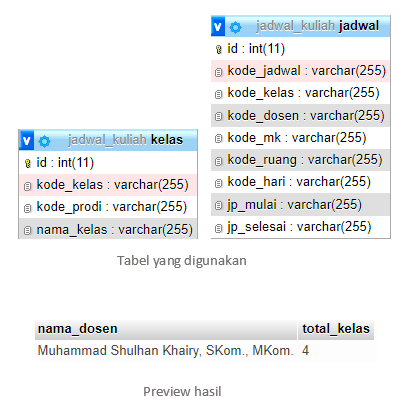 jadwal_kuliah kelas
id : int(11)
kode_kelas : varchar(255)
kode_prodi : varchar(255)
nama_kelas : varchar(255)
jadwal_kuliah jadwal
id : int(11)
kode_jadwal : varchar(255)
kode_kelas : varchar(255)
kode_dosen : varchar(255)
kode_mk : varchar(255)
kode_ruang : varchar(255)
kode_hari : varchar(255)
jp_mulai : varchar(255)
jp_selesai : varchar(255)
Tabel yang digunakan
nama_dosen total_kelas
Muhammad Shulhan Khairy, SKom., MKom. 4
Preview hasil